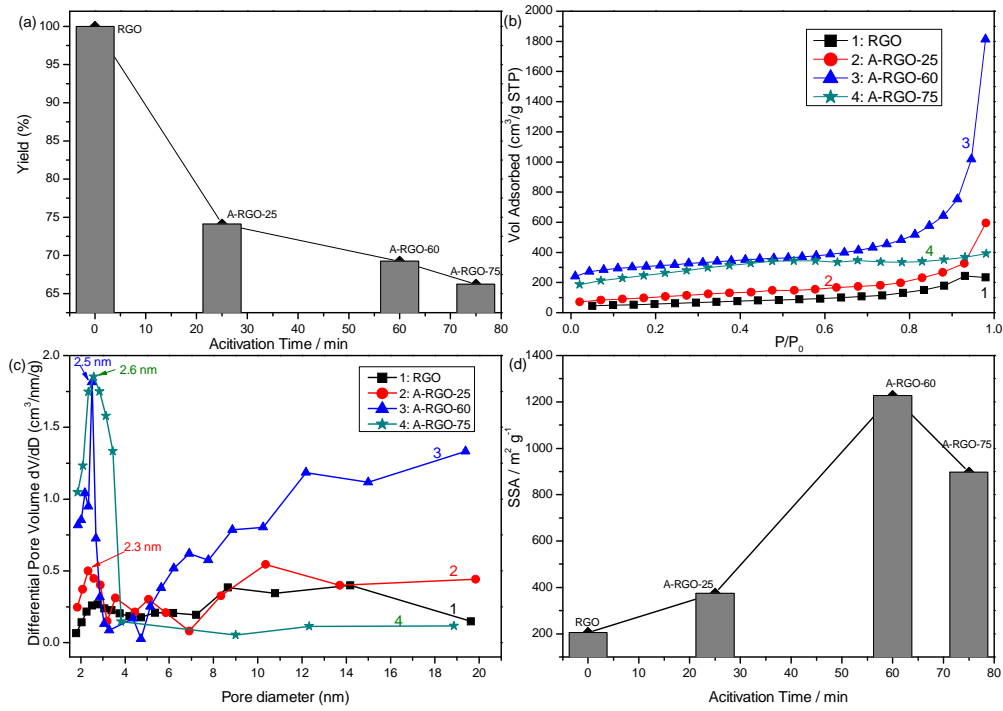 (a)
RGO
A-RGO-25
A-RGO-60
A-RGO-75
100
95
90
85
80
75
70
65
Yield (%)
0 10 20 30 40 50 60 70 80
Acitivation Time / min
(b)
1: RGO
2: A-RGO-25
3: A-RGO-60
4: A-RGO-75
3
4
2
1
2000
1800
1600
1400
1200
1000
800
600
400
200
0
Vol Adsorbed (cm³/g STP)
0.0 0.2 0.4 0.6 0.8 1.0
P/P₀
(c)
2.5 nm
2.6 nm
2.3 nm
1: RGO
2: A-RGO-25
3: A-RGO-60
4: A-RGO-75
3
2
1
4
2.0
1.5
1.0
0.5
0.0
Differential Pore Volume dV/dD (cm³/nm/g)
2 4 6 8 10 12 14 16 18 20
Pore diameter (nm)
(d)
A-RGO-60
A-RGO-75
A-RGO-25
RGO
1400
1200
1000
800
600
400
200
SSA / m² g⁻¹
0 10 20 30 40 50 60 70 80
Acitivation Time / min